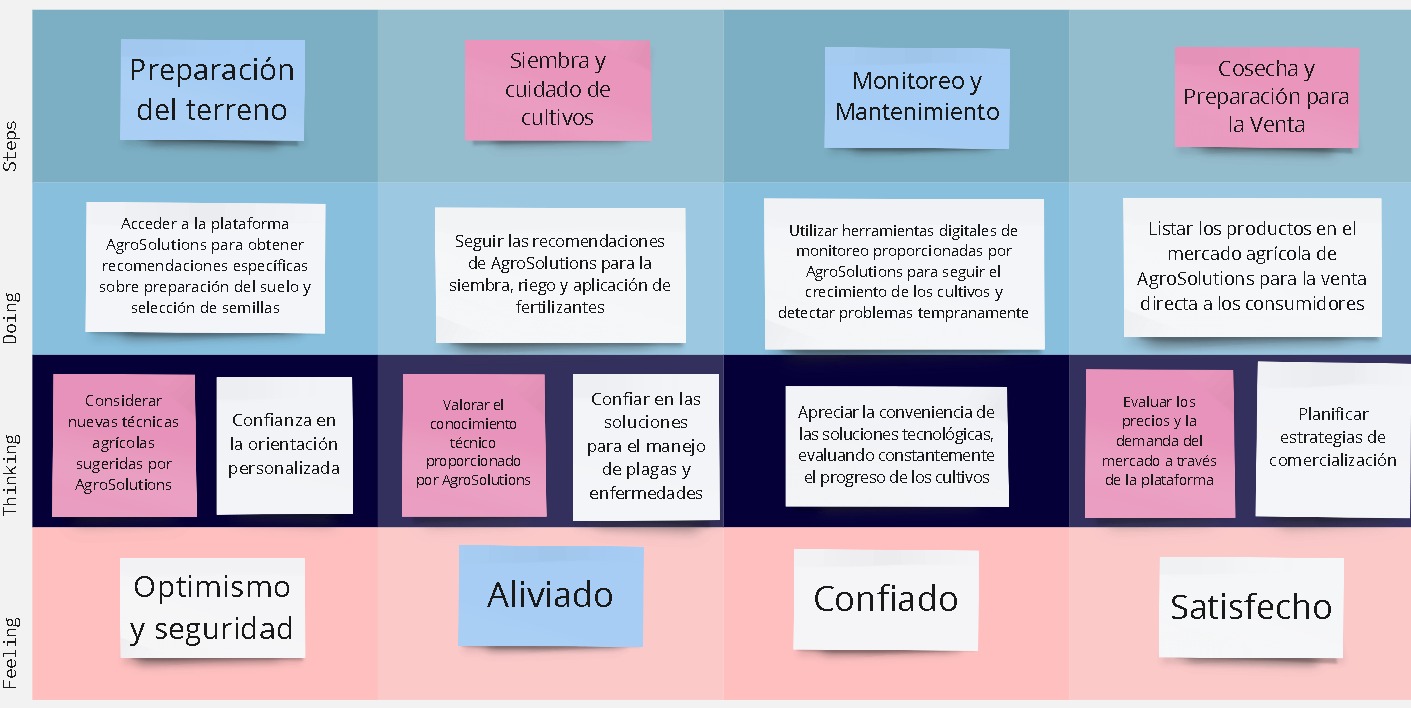 Steps
Preparación
del terreno
Siembra y
cuidado de
cultivos
Monitoreo y
Mantenimiento
Cosecha y
Preparación para
la Venta
Doing
Acceder a la plataforma
AgroSolutions para obtener
recomendaciones específicas
sobre preparación del suelo y
selección de semillas
Seguir las recomendaciones
de AgroSolutions para la
siembra, riego y aplicación de
fertilizantes
Utilizar herramientas digitales de
monitoreo proporcionadas por
AgroSolutions para seguir el
crecimiento de los cultivos y
detectar problemas tempranamente
Listar los productos en el
mercado agrícola de
AgroSolutions para la venta
directa a los consumidores
Thinking
Considerar
nuevas técnicas
agrícolas
sugeridas por
AgroSolutions
Confianza en
la orientación
personalizada
Valorar el
conocimiento
técnico
proporcionado
por AgroSolutions
Confiar en las
soluciones
para el manejo
de plagas y
enfermedades
Apreciar la conveniencia de
las soluciones tecnológicas,
evaluando constantemente
el progreso de los cultivos
Evaluar los
precios y la
demanda del
mercado a través
de la plataforma
Planificar
estrategias de
comercialización
Feeling
Optimismo
y seguridad
Aliviado
Confiado
Satisfecho